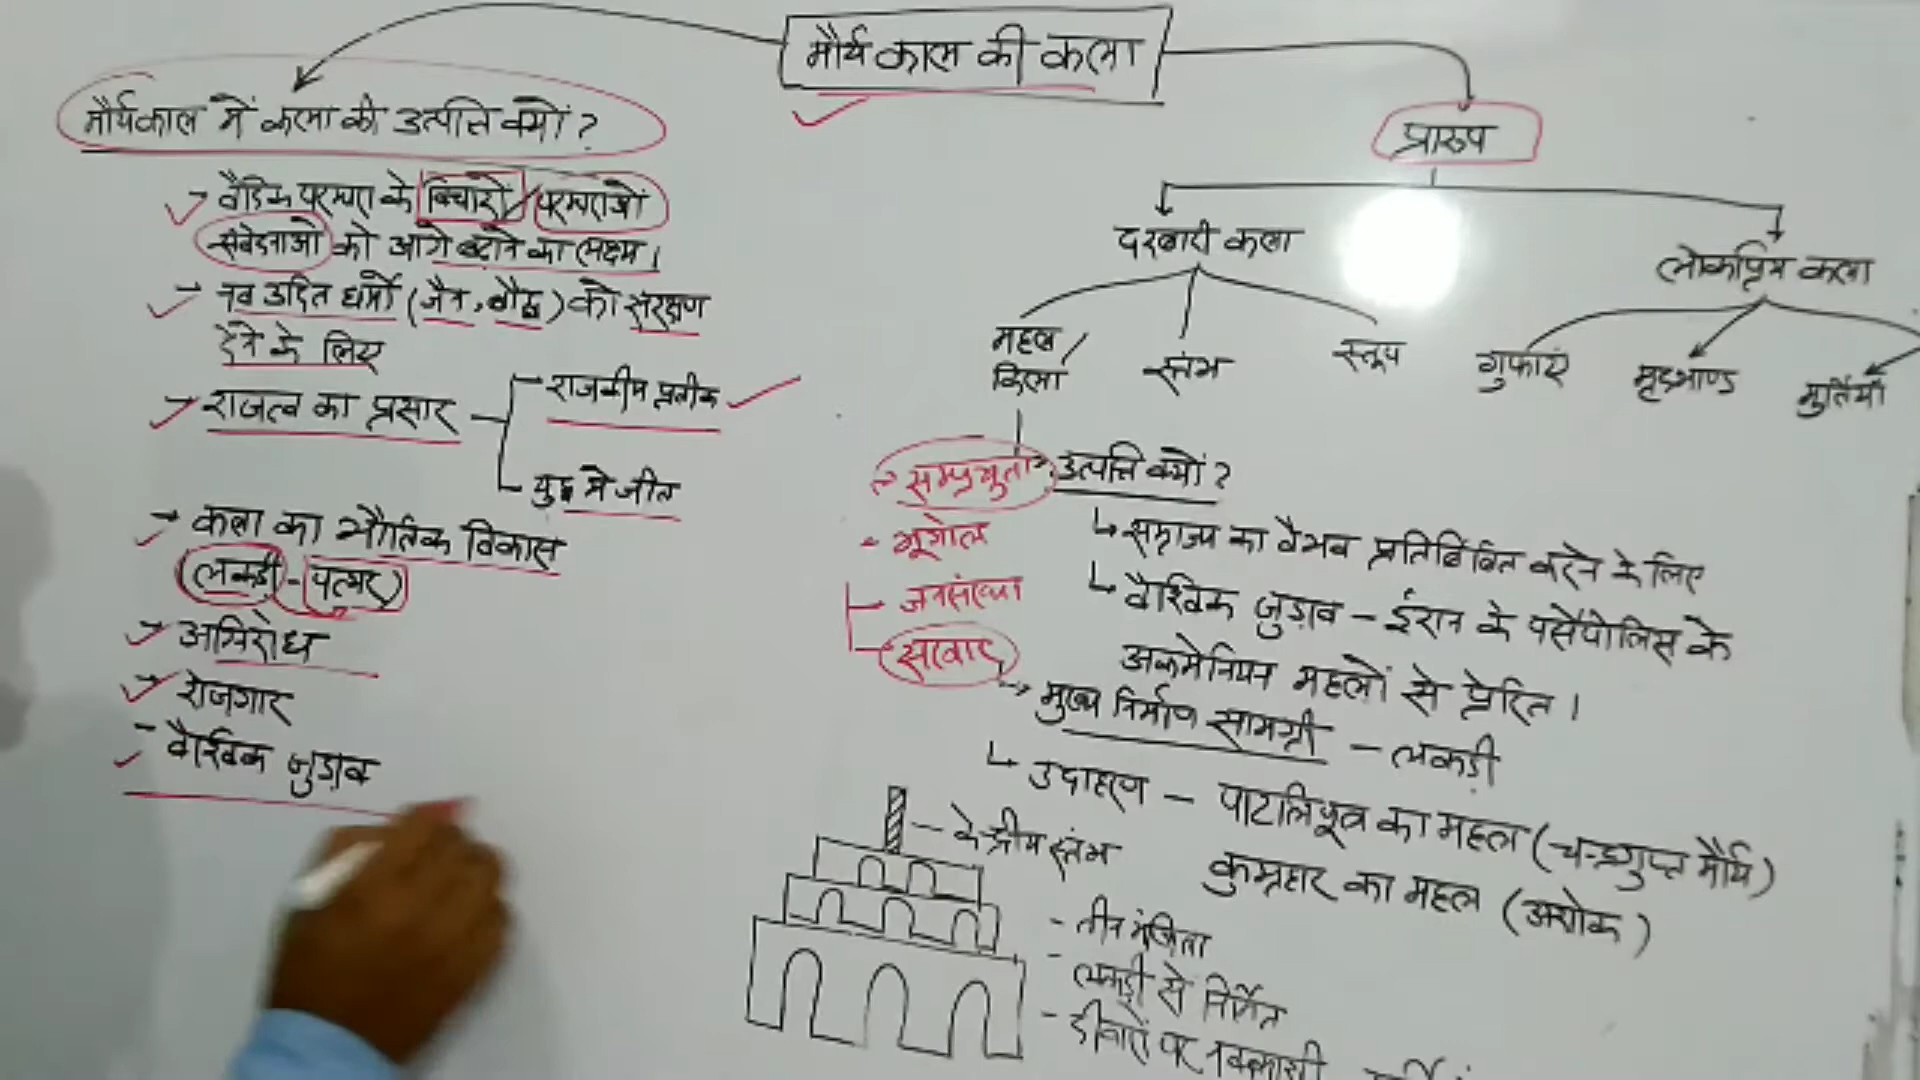 मौर्य काल की कला
मौर्यकाल में कला की उत्पत्ति क्यों?
→ वैदिक परम्परा के विचारों / परम्पराओं
संवेदनाओं को आगे बढाने का लक्ष्य।
→ नव उदित धर्मों (जैन, बौद्ध) को संरक्षण
देने के लिए
→ राजत्व का प्रसार
राजकीय प्रतीक
युद्ध में जीत
→ कला का भौतिक विकास
(लकड़ी - पत्थर)
→ अभिरोध
→ रोजगार
- वैश्विक जुड़ाव
प्रारूप
दरबारी कला
लोकप्रिय कला
महल/
किला
स्तंभ
स्तूप
गुफाएं
मृदभाण्ड
मुर्तियाँ
→ सम्प्रभुता
- भूगोल
- जनसंख्या
उत्पत्ति क्यों?
↳ सम्राज्य का वैभव प्रतिबिंबित करने के लिए
↳ वैश्विक जुड़ाव - ईरान के पर्सेपोलिस के
अकमेनियन महलों से प्रेरित।
→ मुख्य निर्माण सामग्री - लकड़ी
↳ उदाहरण - पाटलिपुत्र का महल (चन्द्रगुप्त मौर्य)
कुम्रहार का महल (अशोक)
केन्द्रीय स्तंभ
- तीन मंजिला
- लकड़ी से निर्मित
- दीवारों पर नक्काशी